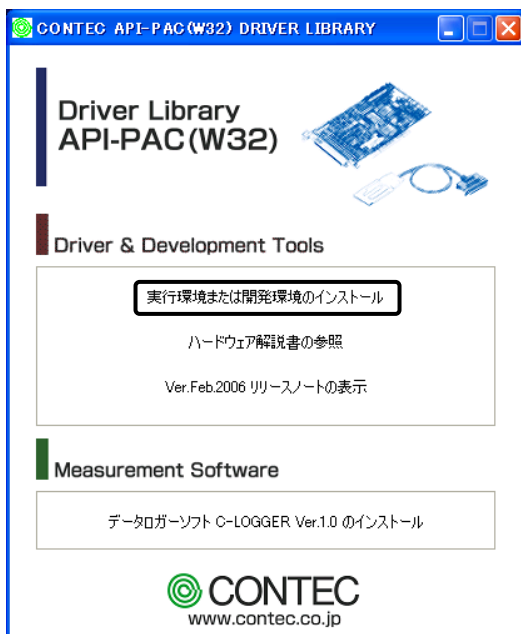 CONTEC API-PAC(W32) DRIVER LIBRARY
Driver Library
API-PAC(W32)
Driver & Development Tools
実行環境または開発環境のインストール
ハードウェア解説書の参照
Ver.Feb.2006 リリースノートの表示
Measurement Software
データロガーソフト C-LOGGER Ver.1.0 のインストール
CONTEC
www.contec.co.jp